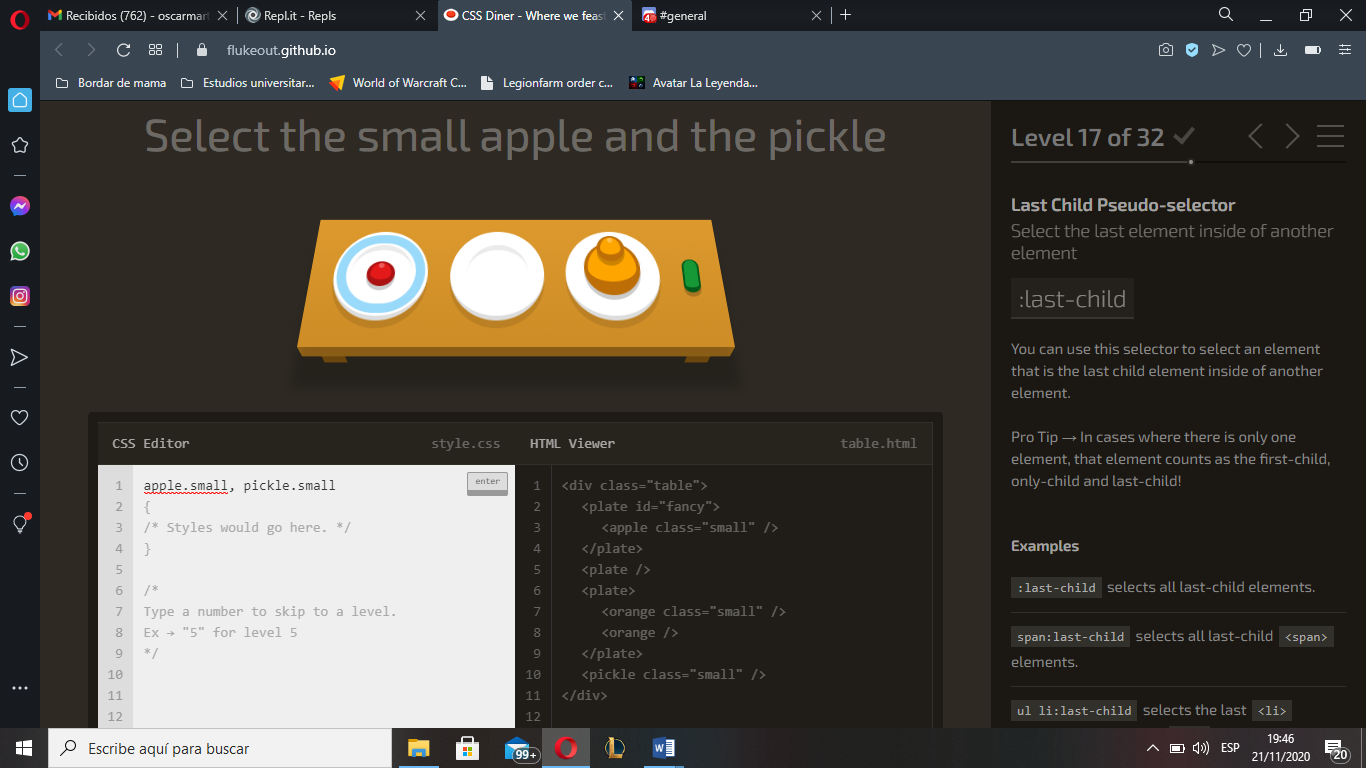 Recibidos (762) - oscarmar
Repl.it - Repls
CSS Diner - Where we feas
#general
flukeout.github.io
Bordar de mama
Estudios universitar...
World of Warcraft C...
Legionfarm order c...
Avatar La Leyenda...
Select the small apple and the pickle
CSS Editor
style.css
HTML Viewer
table.html
1
2
3
4
5
6
7
8
9
10
11
12
apple.small, pickle.small
{
/* Styles would go here. */
}
/*
Type a number to skip to a level.
Ex → "5" for level 5
*/
enter
1
2
3
4
5
6
7
8
9
10
11
12
<div class="table">
<plate id="fancy">
<apple class="small" />
</plate>
<plate />
<plate>
<orange class="small" />
<orange />
</plate>
<pickle class="small" />
</div>
Level 17 of 32
Last Child Pseudo-selector
Select the last element inside of another
element
:last-child
You can use this selector to select an element
that is the last child element inside of another
element.
Pro Tip → In cases where there is only one
element, that element counts as the first-child,
only-child and last-child!
Examples
:last-child selects all last-child elements.
span:last-child selects all last-child <span>
elements.
ul li:last-child selects the last <li>
Escribe aquí para buscar
99+
ESP
19:46
21/11/2020
20